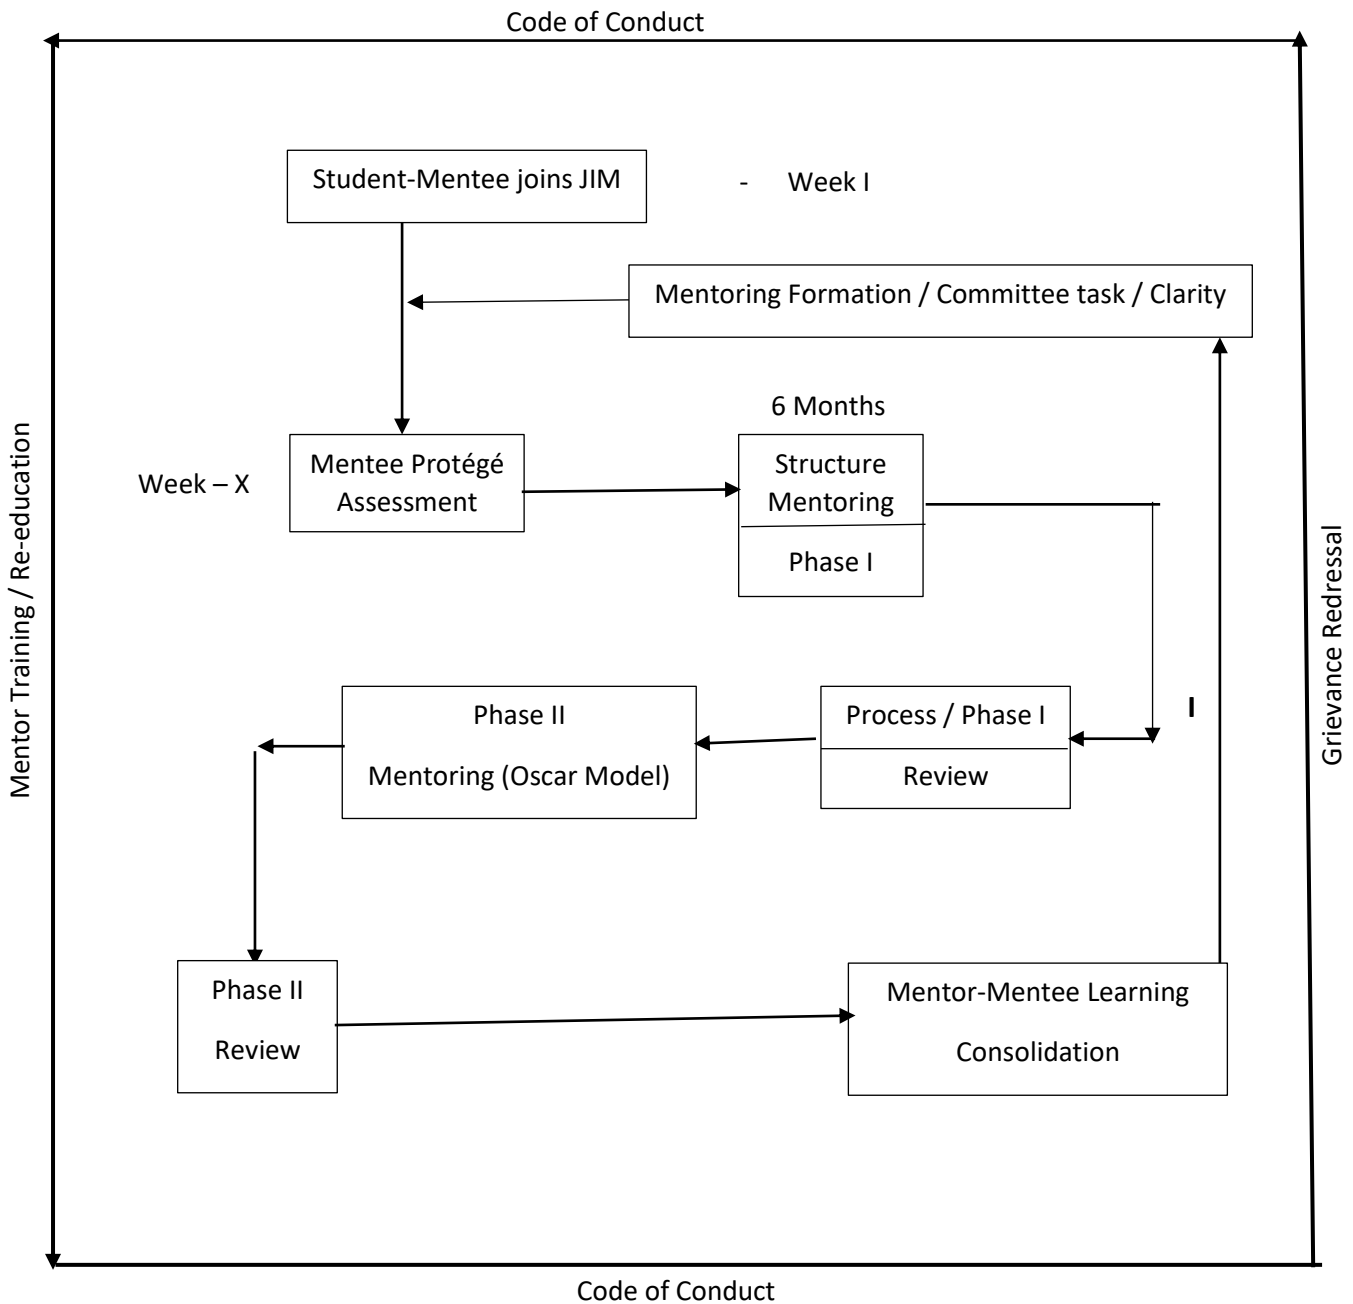 Code of Conduct
Student-Mentee joins JIM
- Week I
Mentoring Formation / Committee task / Clarity
6 Months
Week – X
Mentee Protégé
Assessment
Structure
Mentoring
Phase I
Mentor Training / Re-education
Grievance Redressal
Phase II
Mentoring (Oscar Model)
Process / Phase I
Review
I
Phase II
Review
Mentor-Mentee Learning
Consolidation
Code of Conduct